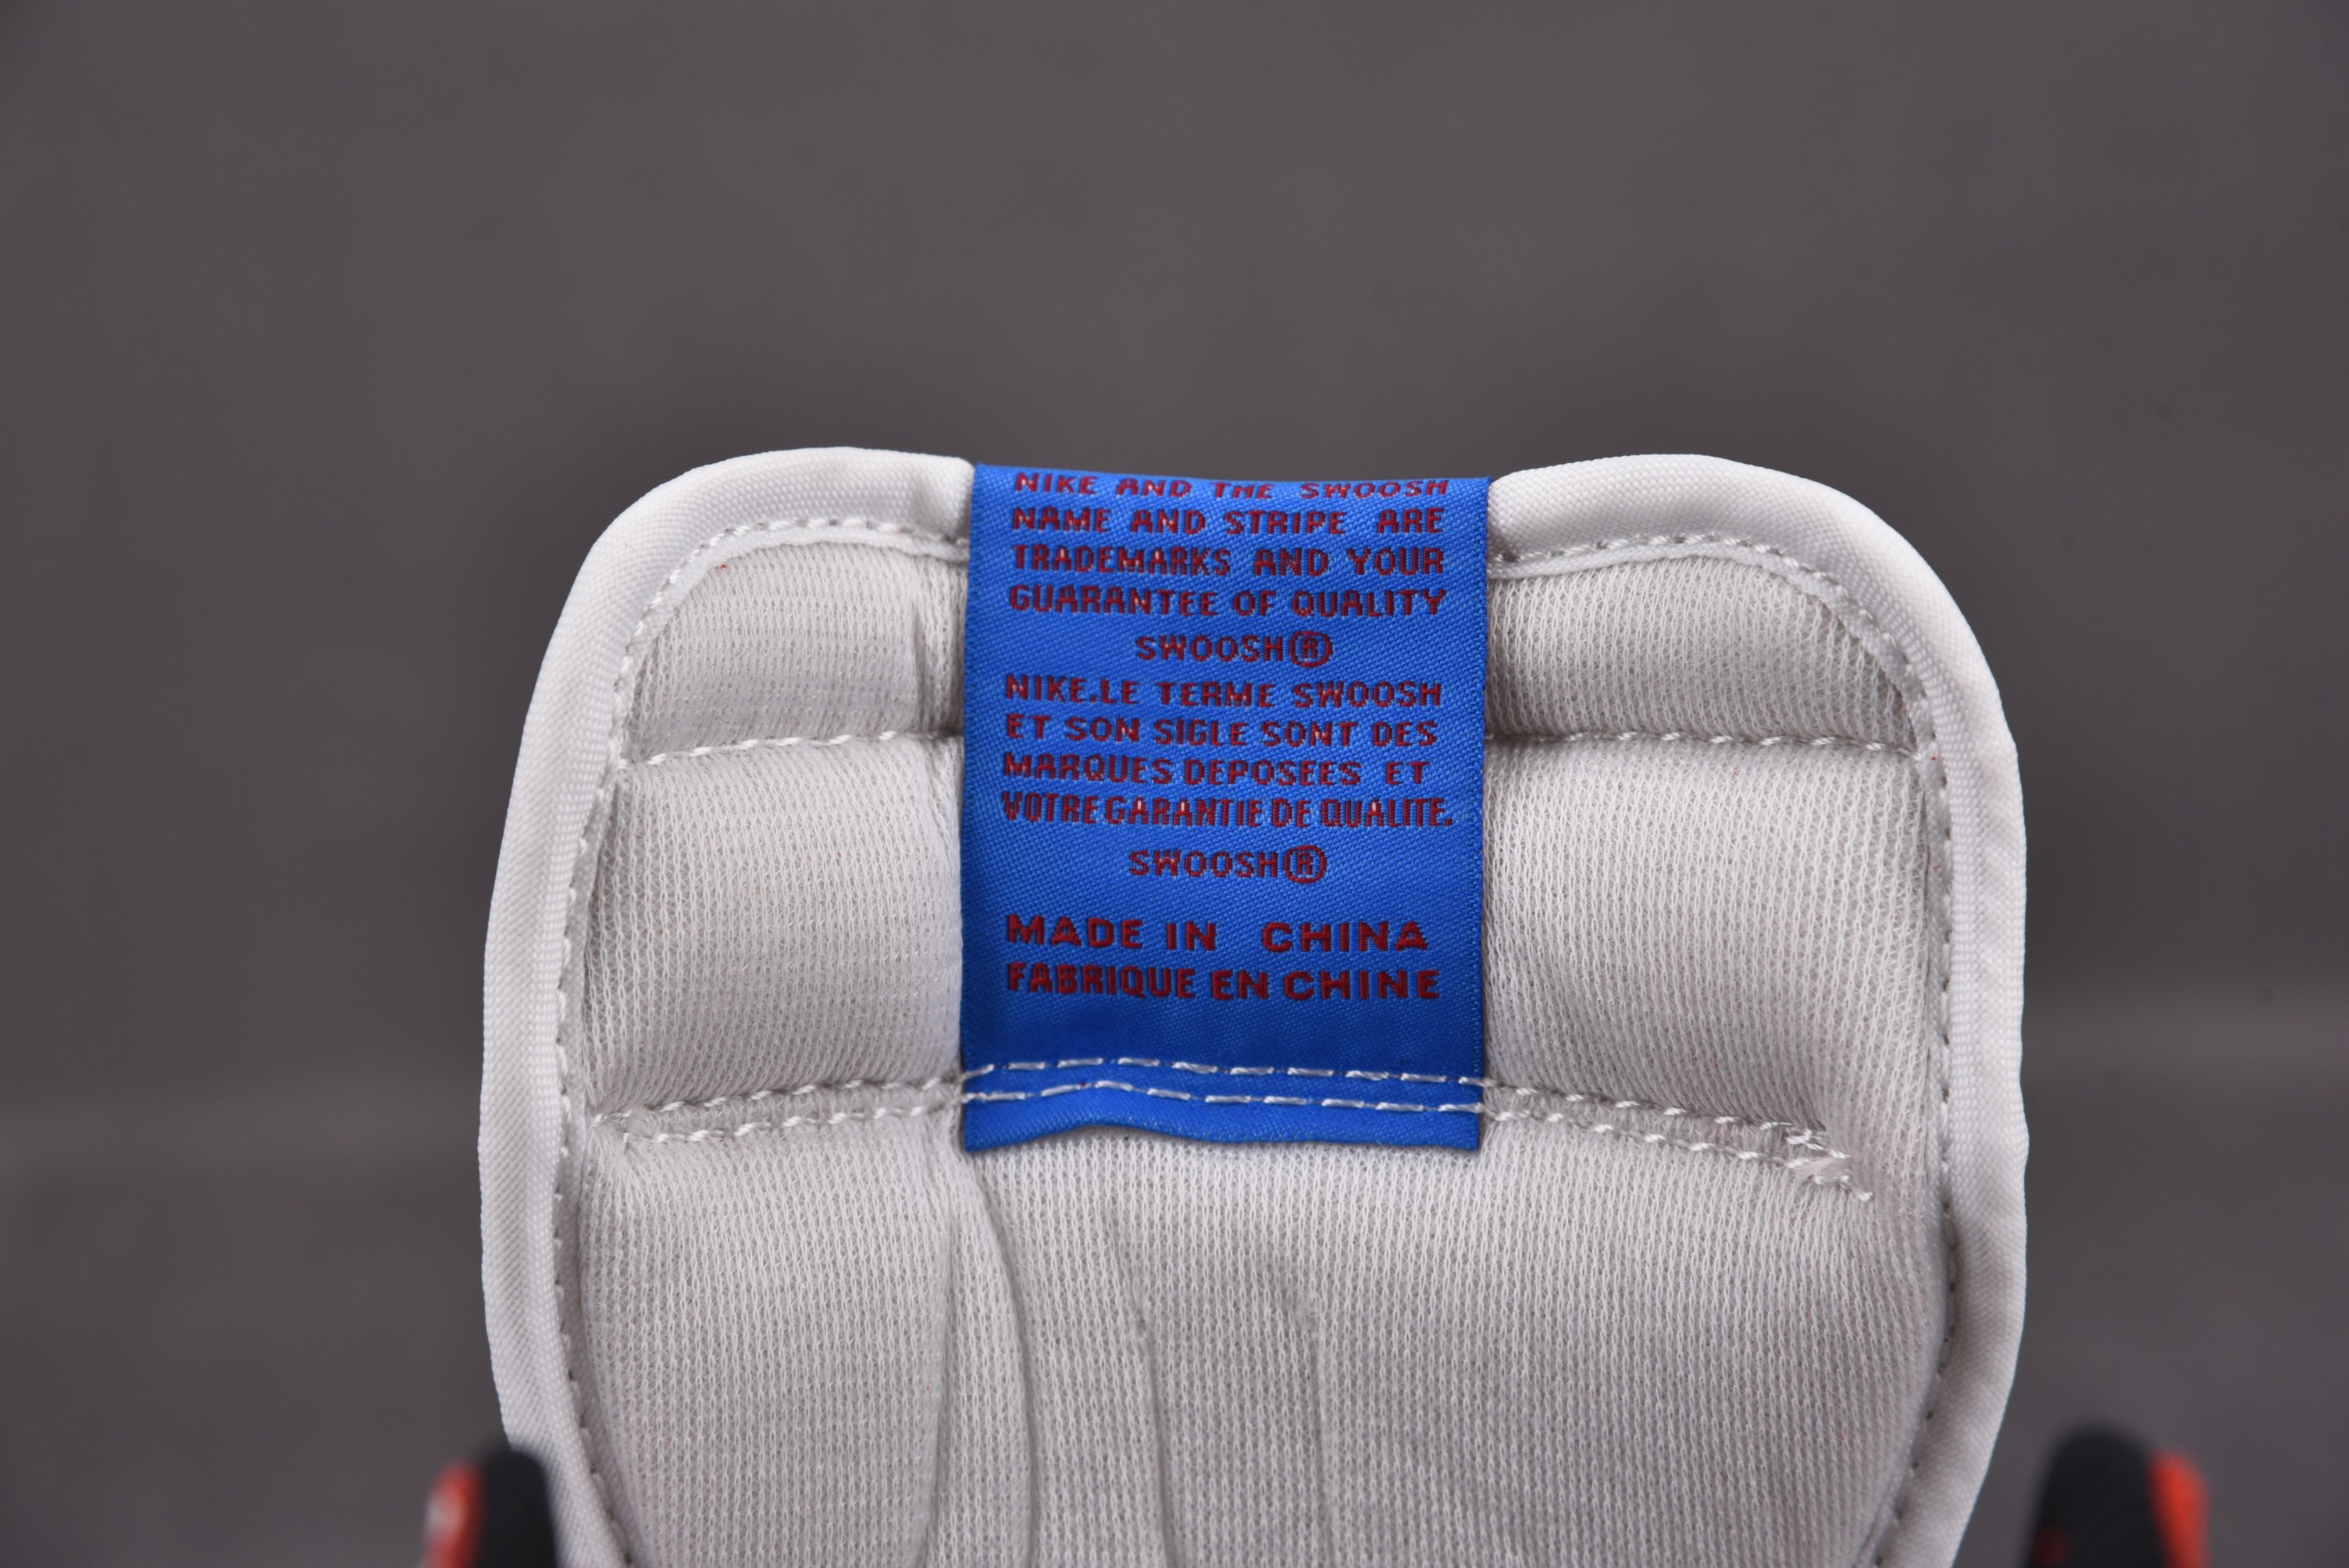 NIKE AND THE SWOOSH
NAME AND STRIPE ARE
TRADEMARKS AND YOUR
GUARANTEE OF QUALITY
SWOOSH®
NIKE.LE TERME SWOOSH
ET SON SIGLE SONT DES
MARQUES DEPOSEES ET
VOTRE GARANTIE DE QUALITE.
SWOOSH®
MADE IN CHINA
FABRIQUE EN CHINE